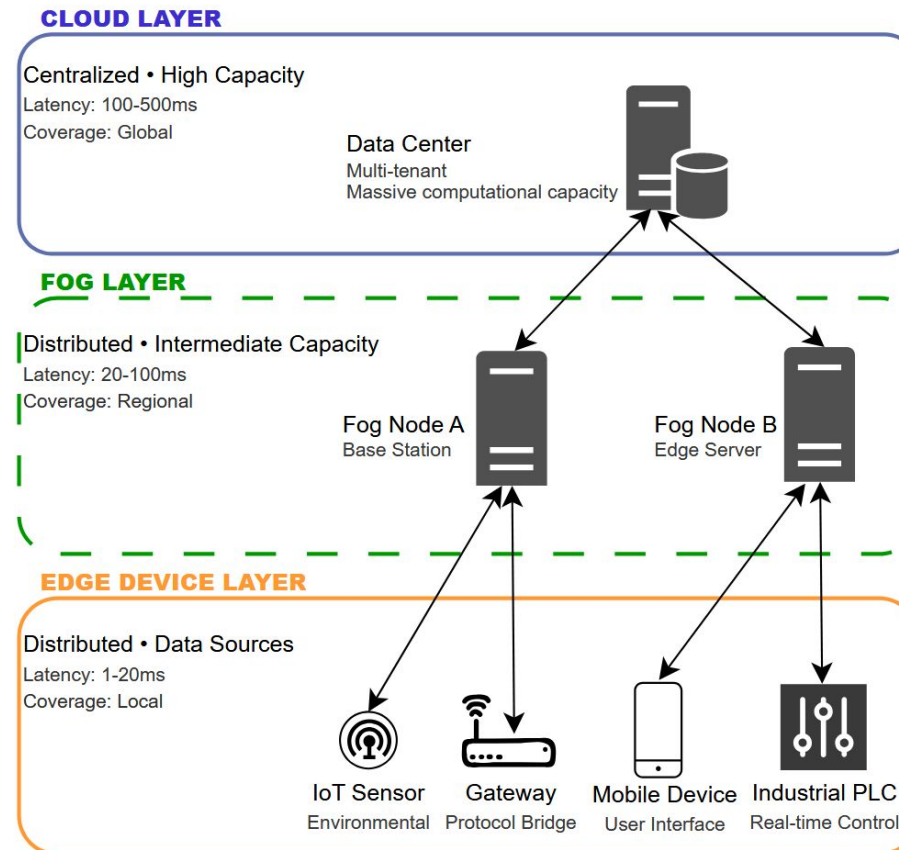 CLOUD LAYER
Centralized • High Capacity
Latency: 100-500ms
Coverage: Global
Data Center
Multi-tenant
Massive computational capacity
FOG LAYER
Distributed • Intermediate Capacity
Latency: 20-100ms
Coverage: Regional
Fog Node A
Base Station
Fog Node B
Edge Server
EDGE DEVICE LAYER
Distributed • Data Sources
Latency: 1-20ms
Coverage: Local
IoT Sensor
Environmental
Gateway
Protocol Bridge
Mobile Device
User Interface
Industrial PLC
Real-time Control